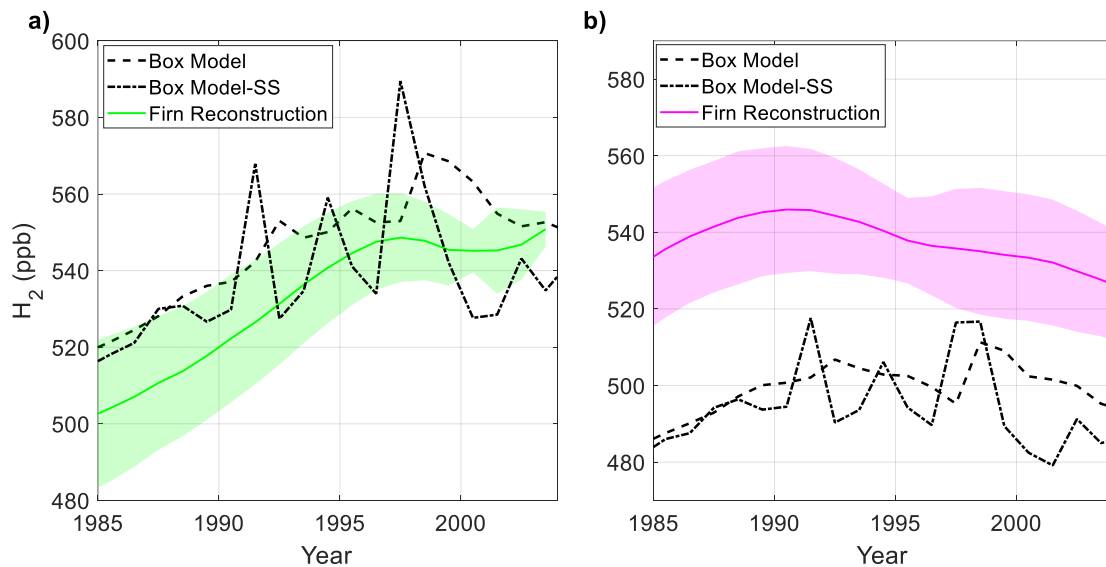 a)
600
580
560
540
520
500
480
H2 (ppb)
Box Model
Box Model-SS
Firn Reconstruction
1985
1990
1995
2000
Year
b)
580
560
540
520
500
480
Box Model
Box Model-SS
Firn Reconstruction
1985
1990
1995
2000
Year